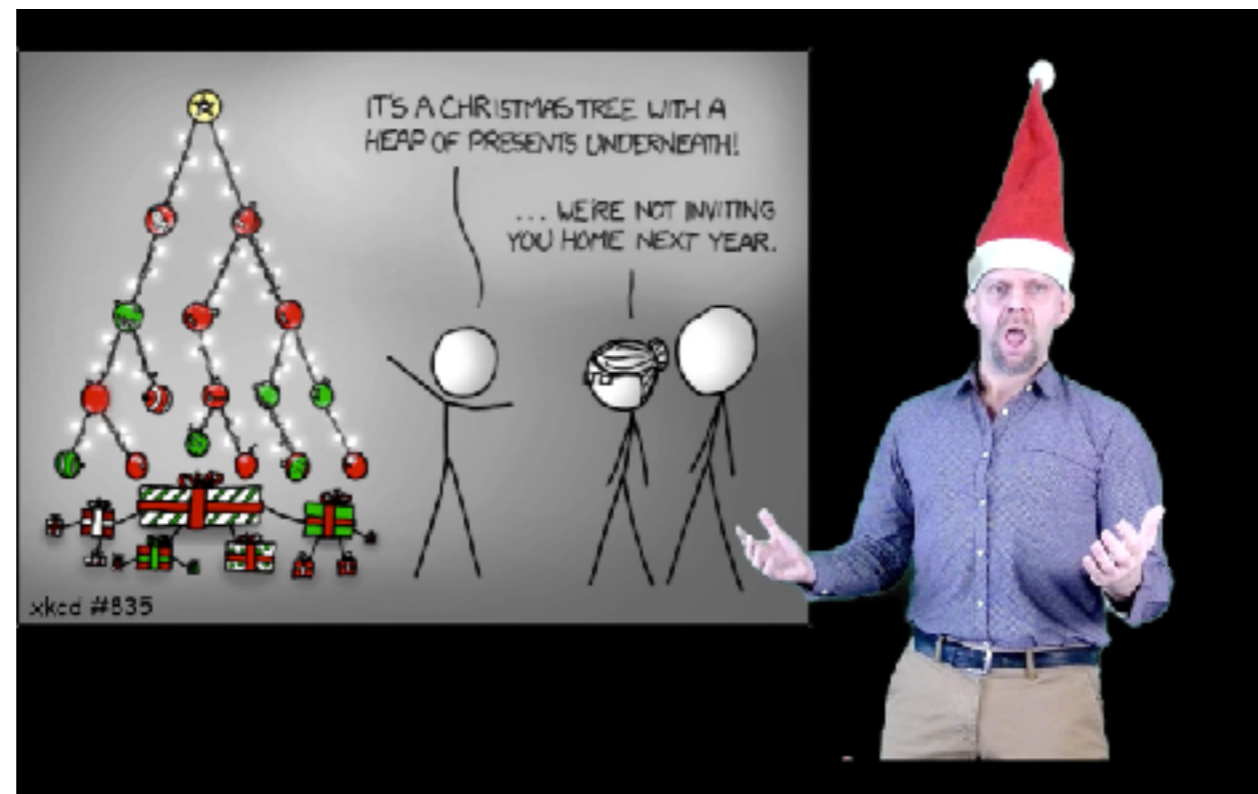 IT'S A CHRISTMAS TREE WITH A
HEAP OF PRESENTS UNDERNEATH!
... WE'RE NOT INVITING
YOU HOME NEXT YEAR.
xkcd #835